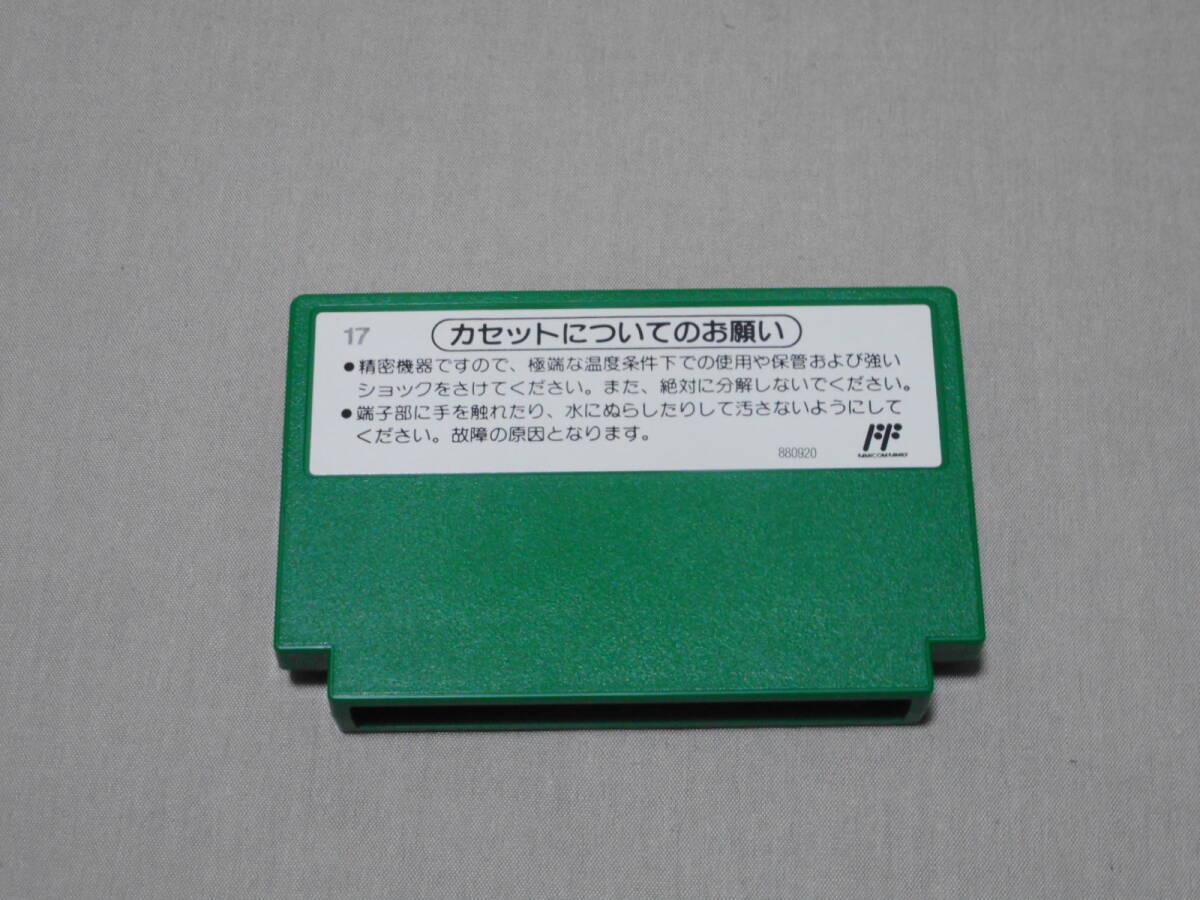 17
カセットについてのお願い
●精密機器ですので、極端な温度条件下での使用や保管および強い
ショックをさけてください。また、絶対に分解しないでください。
●端子部に手を触れたり、水にぬらしたりして汚さないようにして
ください。故障の原因となります。
880920
FAMICOM FAMILY